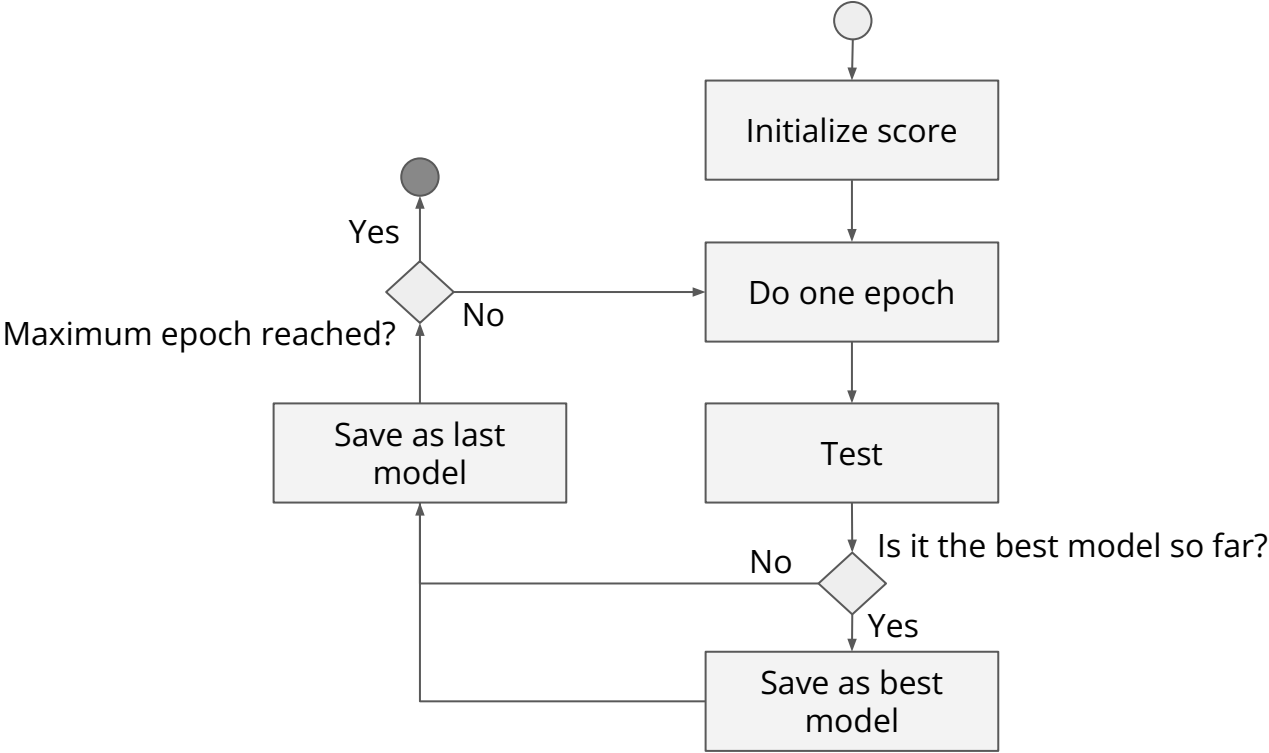 Initialize score
Yes
Do one epoch
No
Maximum epoch reached?
Save as last
model
Test
Is it the best model so far?
No
Yes
Save as best
model